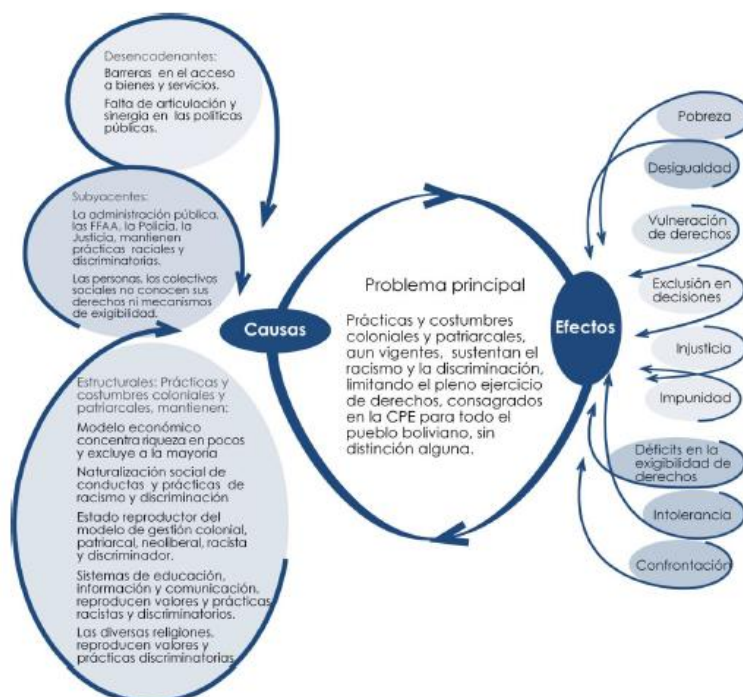 Desencadenantes:
Barreras en el acceso
a bienes y servicios.
Falta de articulación y
sinergia en las políticas
públicas.
Subyacentes:
La administración pública,
las FFAA, la Policía, la
Justicia, mantienen
prácticas raciales y
discriminatorias.
Las personas, los colectivos
sociales no conocen sus
derechos ni mecanismos
de exigibilidad.
Estructurales: Prácticas y
costumbres coloniales y
patriarcales, mantienen:
Modelo económico
concentra riqueza en pocos
y excluye a la mayoría
Naturalización social de
conductas y prácticas de
racismo y discriminación
Estado reproductor del
modelo de gestión colonial,
patriarcal, neoliberal, racista
y discriminador.
Sistemas de educación,
información y comunicación,
reproducen valores y prácticas
racistas y discriminatorios.
Las diversas religiones,
reproducen valores y
prácticas discriminatorias
Causas
Problema principal
Prácticas y costumbres
coloniales y patriarcales,
aun vigentes, sustentan el
racismo y la discriminación,
limitando el pleno ejercicio
de derechos, consagrados
en la CPE para todo el
pueblo boliviano, sin
distinción alguna.
Efectos
Pobreza
Desigualdad
Vulneración
de derechos
Exclusión en
decisiones
Injusticia
Impunidad
Déficits en la
exigibilidad de
derechos
Intolerancia
Confrontación